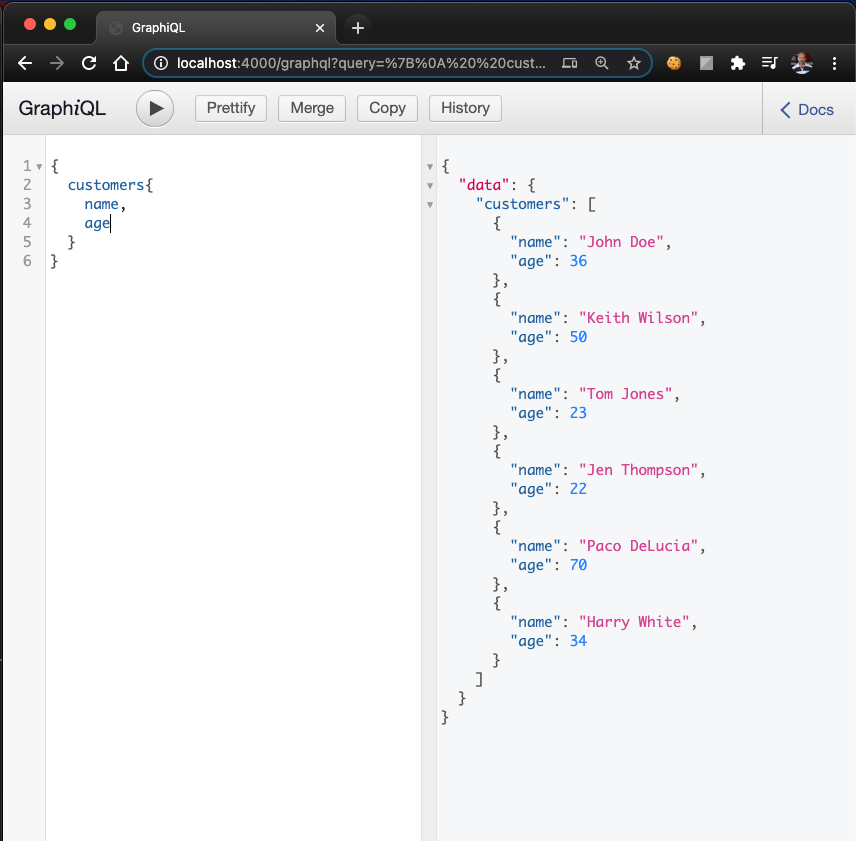 GraphiQL
localhost:4000/graphql?query=%7B%0A%20%20cust...
GraphiQL Prettify Merge Copy History Docs
1 {
2 customers{
3 name,
4 age
5 }
6 }
{
"data": {
"customers": [
{
"name": "John Doe",
"age": 36
},
{
"name": "Keith Wilson",
"age": 50
},
{
"name": "Tom Jones",
"age": 23
},
{
"name": "Jen Thompson",
"age": 22
},
{
"name": "Paco DeLucia",
"age": 70
},
{
"name": "Harry White",
"age": 34
}
]
}
}